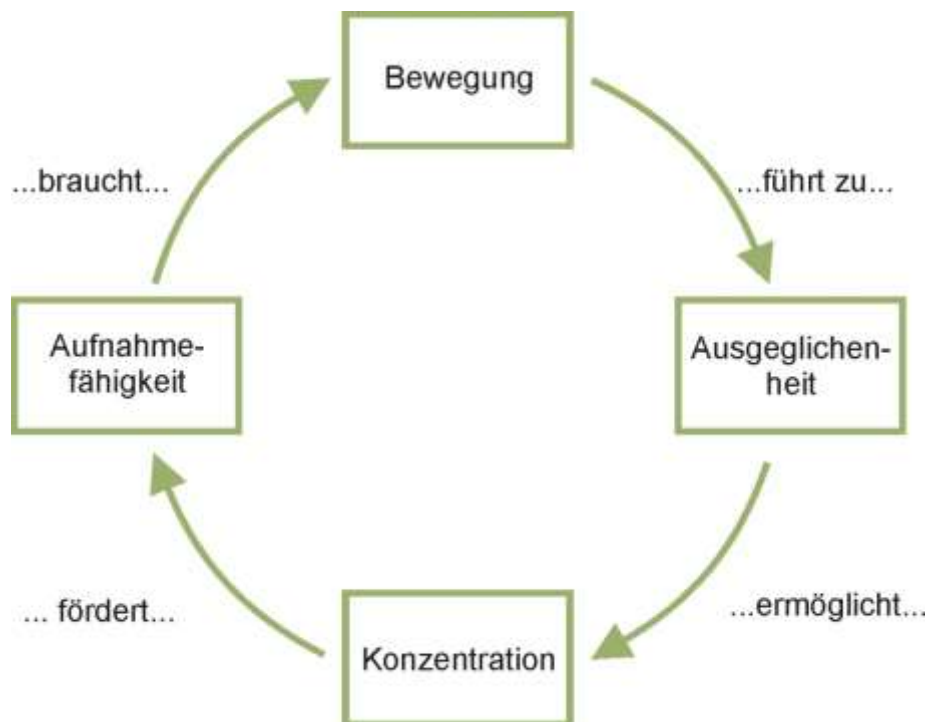 Bewegung
...führt zu...
Ausgeglichen-
heit
...ermöglicht...
Konzentration
... fördert...
Aufnahme-
fähigkeit
...braucht...